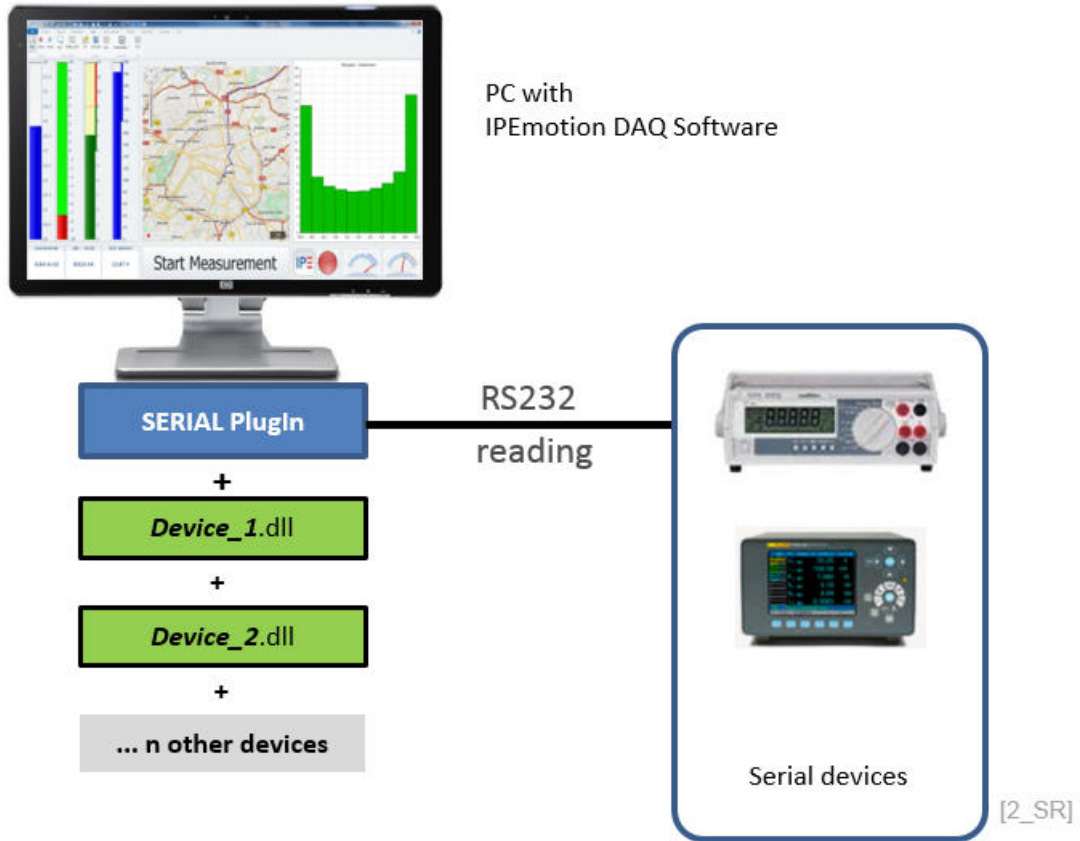 PC with
IPEmotion DAQ Software
Start Measurement
IPE
SERIAL PlugIn
RS232
reading
+
Device_1.dll
+
Device_2.dll
+
... n other devices
Serial devices
[2_SR]